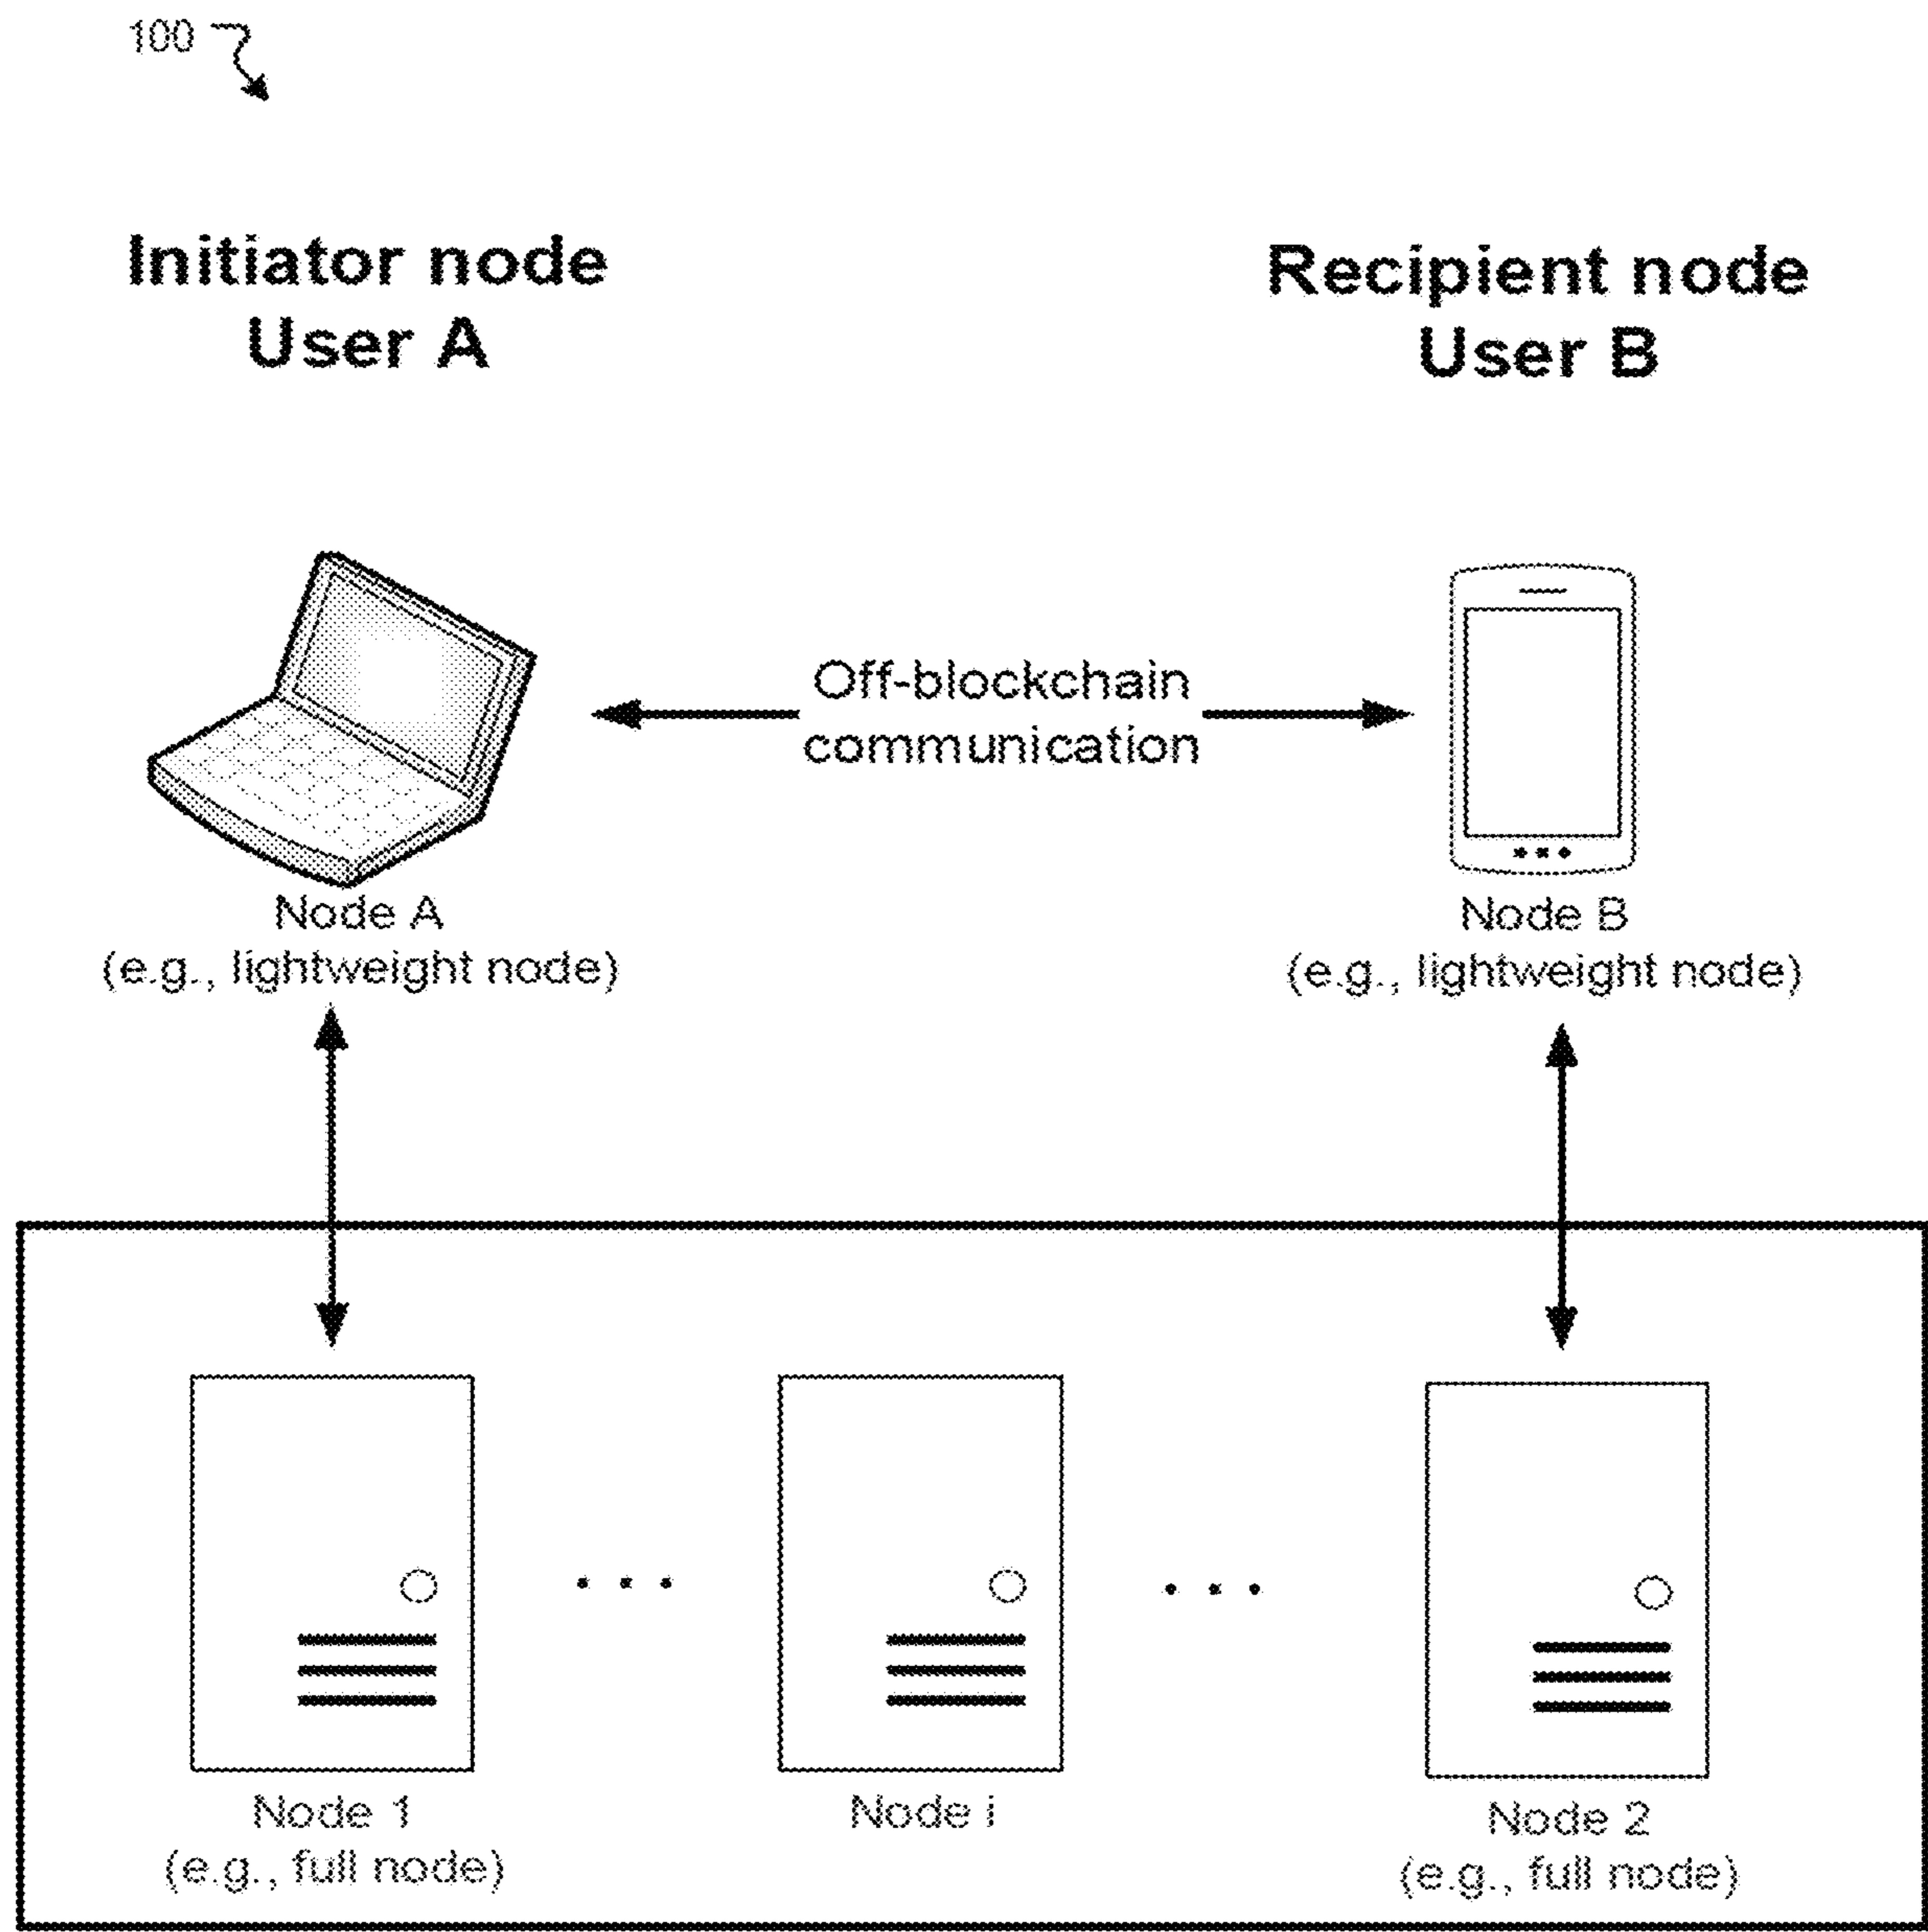 100
Initiator node
User A
Recipient node
User B
Off-blockchain
communication
Node A
(e.g., lightweight node)
Node B
(e.g., lightweight node)
Node 1
(e.g., full node)
Node i
Node 2
(e.g., full node)